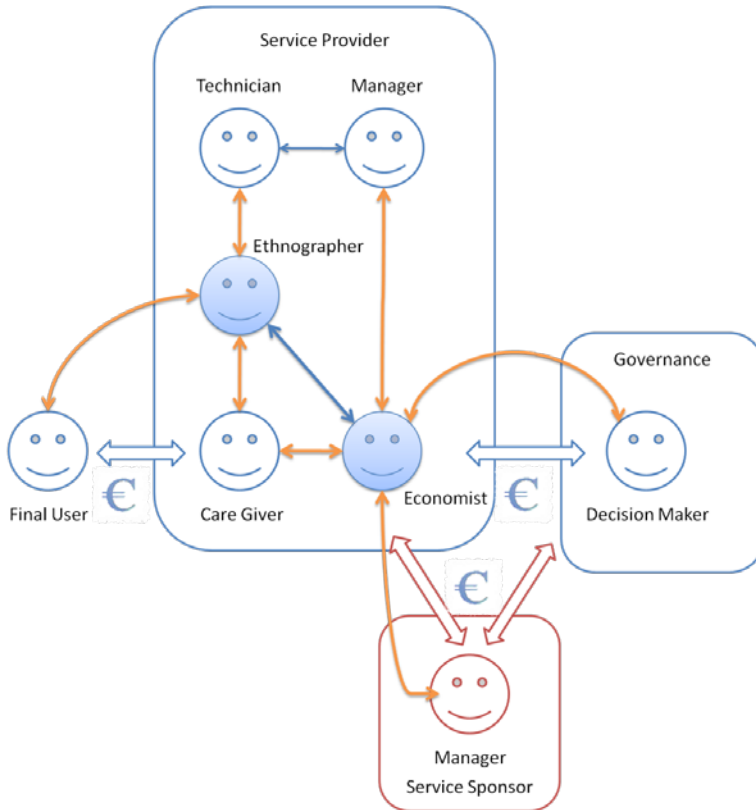 Service Provider
Technician
Manager
Ethnographer
Governance
Final User
€
Care Giver
Economist
€
Decision Maker
€
Manager
Service Sponsor